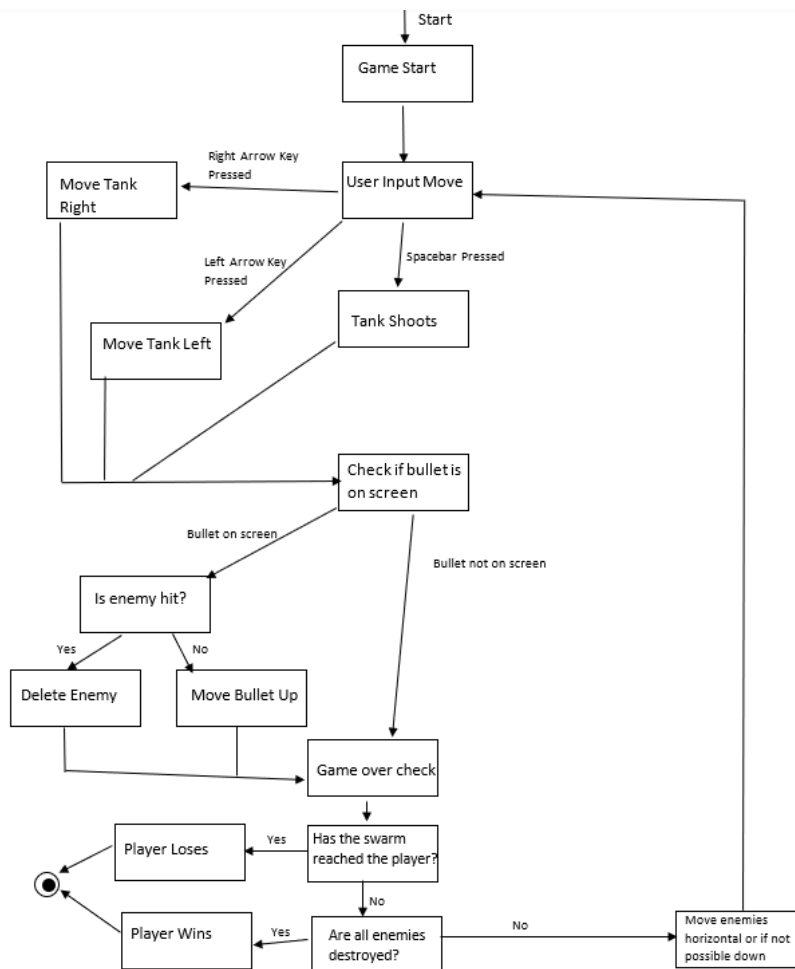 Start
Game Start
Right Arrow Key
Pressed
User Input Move
Move Tank
Right
Left Arrow Key
Pressed
Spacebar Pressed
Tank Shoots
Move Tank Left
Check if bullet is
on screen
Bullet on screen
Bullet not on screen
Is enemy hit?
Yes
No
Delete Enemy
Move Bullet Up
Game over check
Has the swarm
reached the player?
Yes
Player Loses
No
Are all enemies
destroyed?
Yes
Player Wins
No
Move enemies
horizontal or if not
possible down